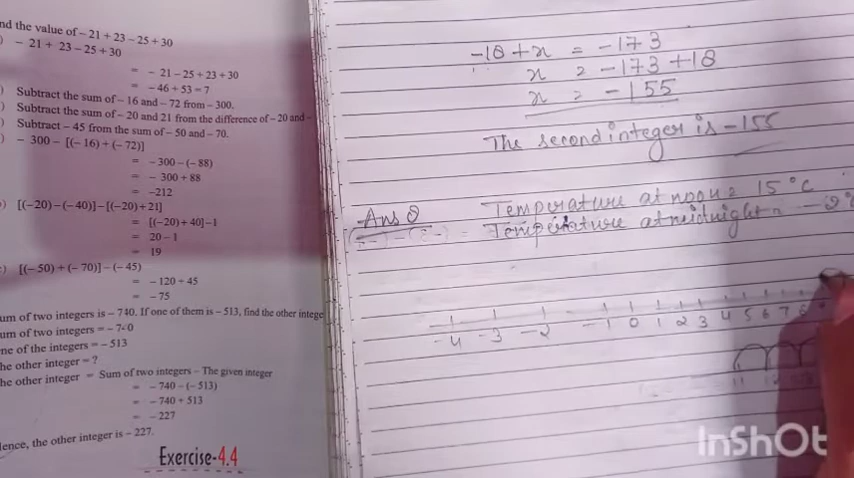 nd the value of – 21 + 23 – 25 + 30
) – 21 + 23 – 25 + 30
= – 21 – 25 + 23 + 30
= – 46 + 53 = 7
) Subtract the sum of – 16 and – 72 from – 300.
) Subtract the sum of – 20 and 21 from the difference of – 20 and –
) Subtract – 45 from the sum of – 50 and – 70.
) – 300 – [(– 16) + (– 72)]
= – 300 – (– 88)
= – 300 + 88
= –212
) [(–20) – (–40)] – [(–20) + 21]
= [(–20) + 40] – 1
= 20 – 1
= 19
) [(– 50) + (– 70)] – (– 45)
= – 120 + 45
= – 75
um of two integers is – 740. If one of them is – 513, find the other intege
um of two integers = – 740
ne of the integers = – 513
he other integer = ?
he other integer = Sum of two integers – The given integer
= – 740 – (– 513)
= – 740 + 513
= – 227
lence, the other integer is – 227.
Exercise-4.4
-18 + x = -173
x = -173 + 18
x = -155
The second integer is -155
Ans 8
Temperature at noon = 15°C
Temperature at midnight =
-4 -3 -2 -1 0 1 2 3 4 5 6 7 8
11
InShOt